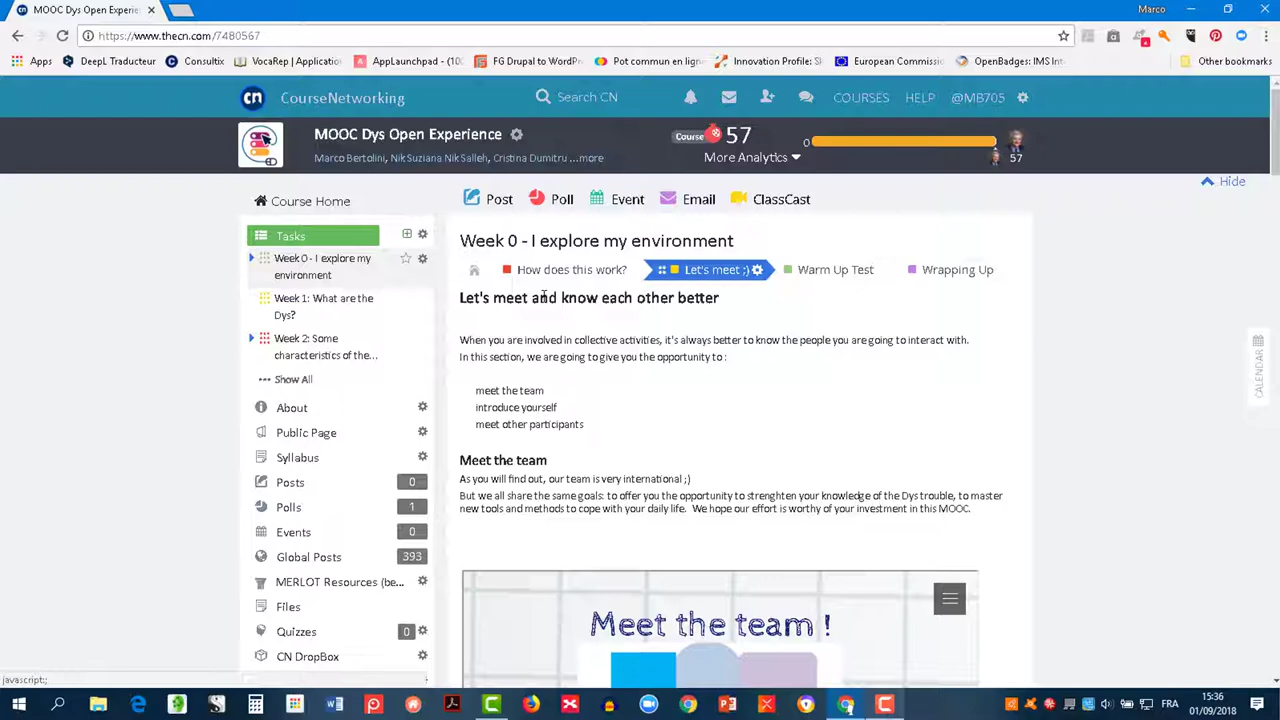 MOOC Dys Open Experie
Marco
https://www.thecn.com/7480567
Apps
DeepL Traducteur
Consultix
VocaRep | Application
AppLaunchpad - (100
FG Drupal to WordPr
Pot commun en lign
Innovation Profile: Sk
European Commissi
OpenBadges: IMS Int
Other bookmarks
cn CourseNetworking
Search CN
COURSES
HELP
@MB705
MOOC Dys Open Experience
Course
57
0
Marco Bertolini, Nik Suziana Nik Salleh, Cristina Dumitru ...more
More Analytics
57
Hide
Course Home
Post
Poll
Event
Email
ClassCast
Tasks
Week 0 - I explore my
environment
Week 1: What are the
Dys?
Week 2: Some
characteristics of the...
Show All
About
Public Page
Syllabus
Posts 0
Polls 1
Events 0
Global Posts 393
MERLOT Resources (be...
Files
Quizzes 0
CN DropBox
Week 0 - I explore my environment
How does this work?
Let's meet ;)
Warm Up Test
Wrapping Up
Let's meet and know each other better
When you are involved in collective activities, it's always better to know the people you are going to interact with.
In this section, we are going to give you the opportunity to :
meet the team
introduce yourself
meet other participants
Meet the team
As you will find out, our team is very international ;)
But we all share the same goals: to offer you the opportunity to strenghten your knowledge of the Dys trouble, to master
new tools and methods to cope with your daily life. We hope our effort is worthy of your investment in this MOOC.
Meet the team !
CALENDAR
javascript:;
FRA
15:36
01/09/2018